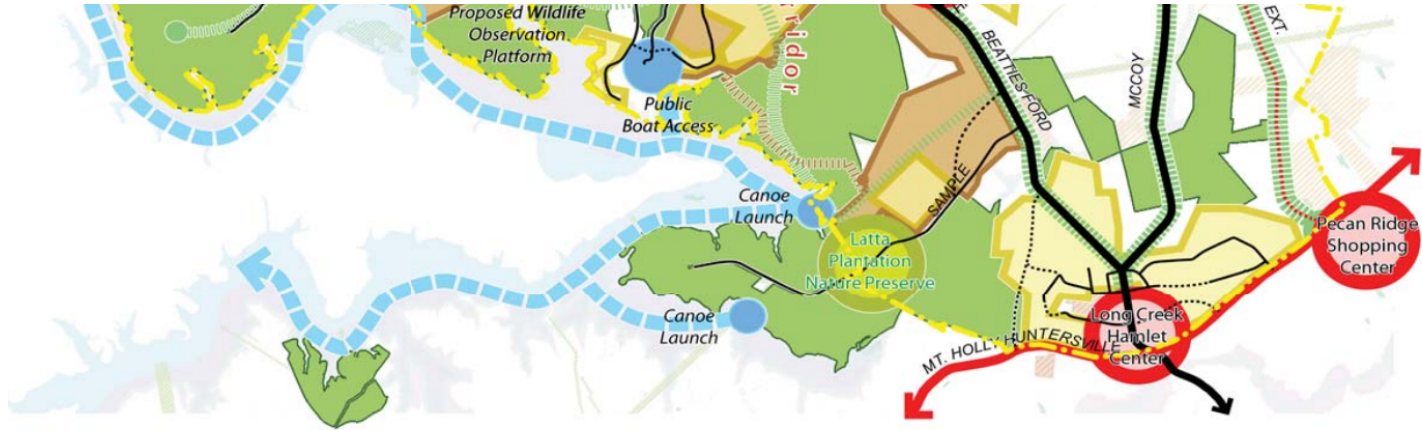 Proposed Wildlife
Observation
Platform
ridor
BEATTIES FORD
MCCOY
EXT.
Public
Boat Access
Canoe
Launch
SAMPLE
Latta
Plantation
Nature Preserve
Pecan Ridge
Shopping
Center
Canoe
Launch
Long Creek
Hamlet
Center
MT. HOLLY HUNTERSVILLE